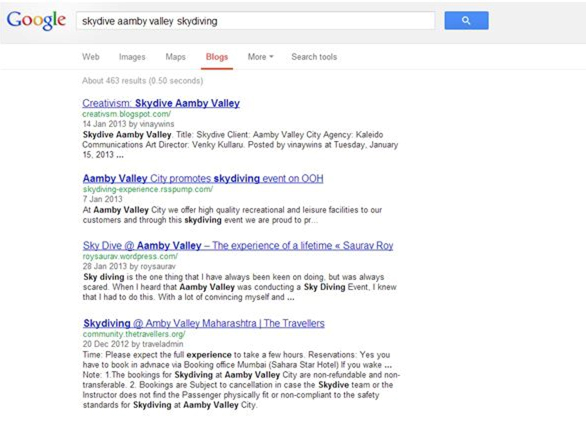 Google skydive aamby valley skydiving
Web Images Maps Blogs More Search tools
About 463 results (0.50 seconds)
Creativism: Skydive Aamby Valley
creativsm.blogspot.com/
14 Jan 2013 by vinaywins
Skydive Aamby Valley. Title: Skydive Client: Aamby Valley City Agency: Kaleido
Communications Art Director: Venky Kullaru. Posted by vinaywins at Tuesday, January
15, 2013 ...
Aamby Valley City promotes skydiving event on OOH
skydiving-experience.rsspump.com/
7 Jan 2013
At Aamby Valley City we offer high quality recreational and leisure facilities to our
customers and through this skydiving event we are proud to pr...
Sky Dive @ Aamby Valley – The experience of a lifetime « Saurav Roy
roysaurav.wordpress.com/
28 Jan 2013 by roysaurav
Sky diving is the one thing that I have always been keen on doing, but was always
scared. When I heard that Aamby Valley was conducting a Sky Diving Event, I knew
that I had to do this. With a lot of convincing myself and ...
Skydiving @ Amby Valley Maharashtra | The Travellers
community.thetravellers.org/
20 Dec 2012 by traveladmin
Time: Please expect the full experience to take a few hours. Reservations: Yes you
have to book in advnace via Booking office Mumbai (Sahara Star Hotel) If you wake ...
Note: 1.The bookings for Skydiving at Aamby Valley City are non-refundable and non-
transferable. 2. Bookings are Subject to cancellation in case the Skydive team or the
Instructor does not find the Passenger physically fit or non-compliant to the safety
standards for Skydiving at Aamby Valley City.